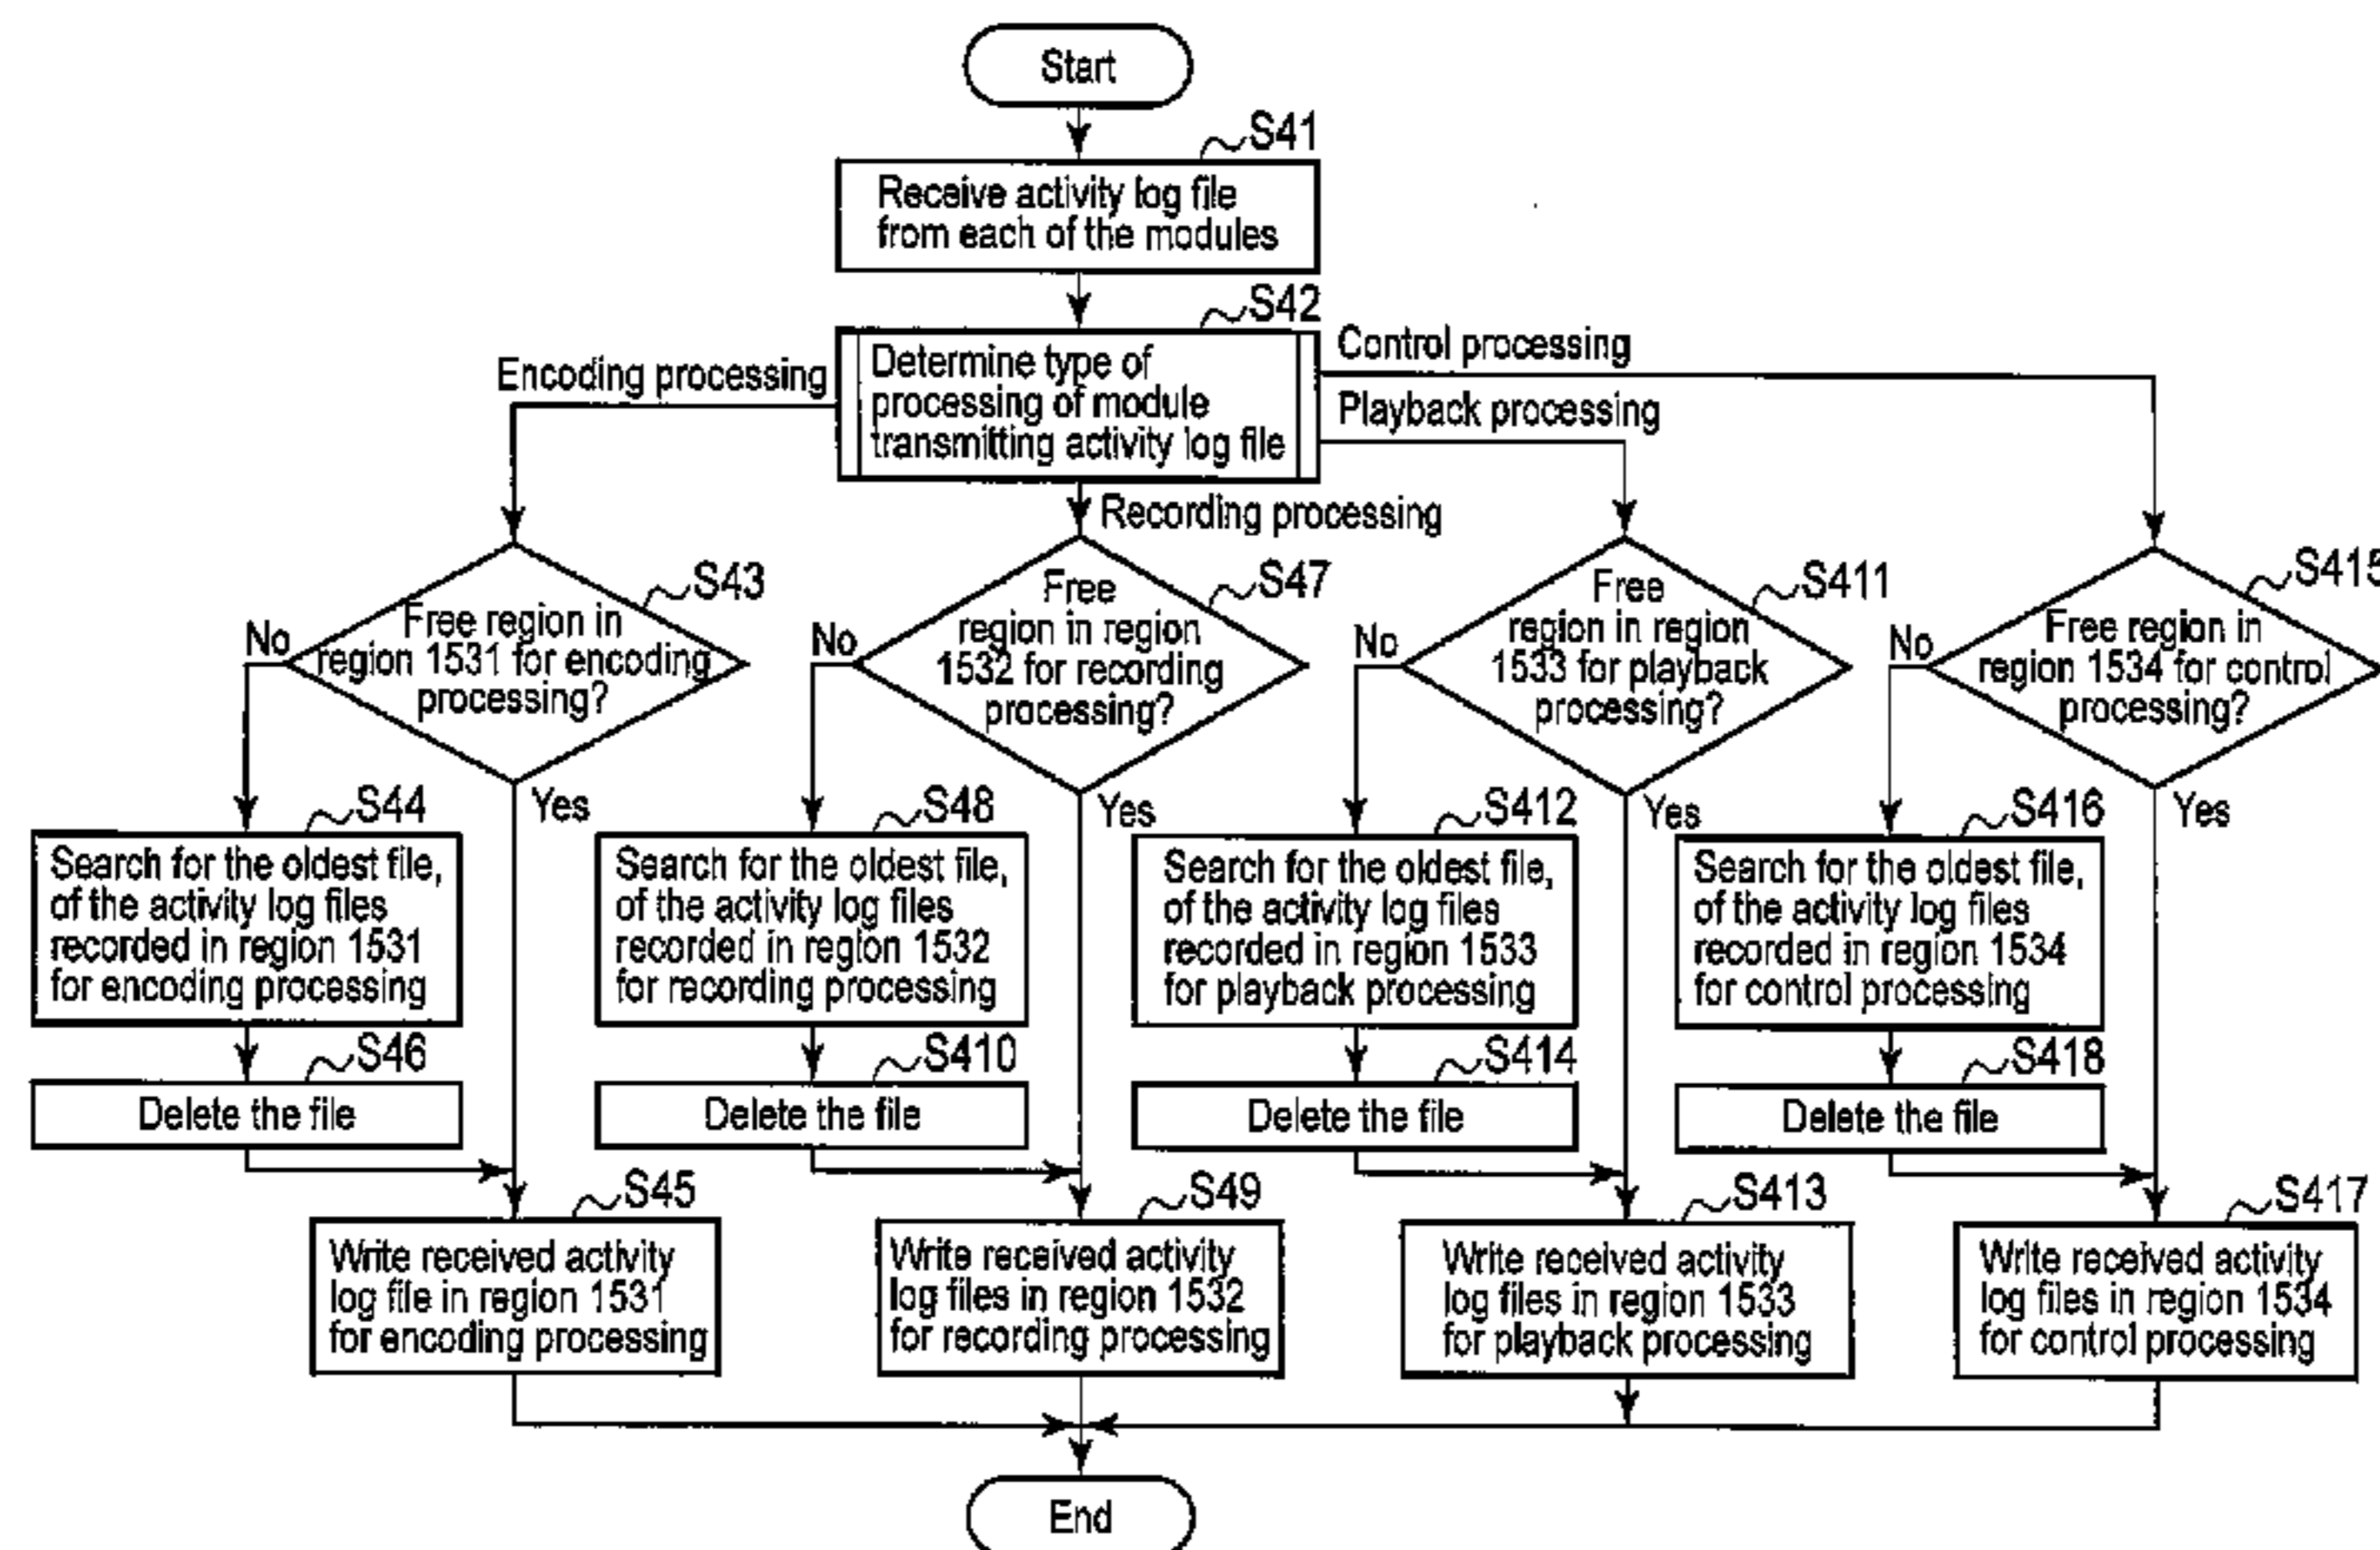 Start
S41
Receive activity log file
from each of the modules
S42
Determine type of
processing of module
transmitting activity log file
Encoding processing
Control processing
Playback processing
Recording processing
S43
Free region in
region 1531 for encoding
processing?
No
Yes
S47
Free
region in region
1532 for recording
processing?
No
Yes
S411
Free
region in region
1533 for playback
processing?
No
Yes
S415
Free region in
region 1534 for control
processing?
No
Yes
S44
Search for the oldest file,
of the activity log files
recorded in region 1531
for encoding processing
S48
Search for the oldest file,
of the activity log files
recorded in region 1532
for recording processing
S412
Search for the oldest file,
of the activity log files
recorded in region 1533
for playback processing
S416
Search for the oldest file,
of the activity log files
recorded in region 1534
for control processing
S46
Delete the file
S410
Delete the file
S414
Delete the file
S418
Delete the file
S45
Write received activity
log file in region 1531
for encoding processing
S49
Write received activity
log files in region 1532
for recording processing
S413
Write received activity
log files in region 1533
for playback processing
S417
Write received activity
log files in region 1534
for control processing
End